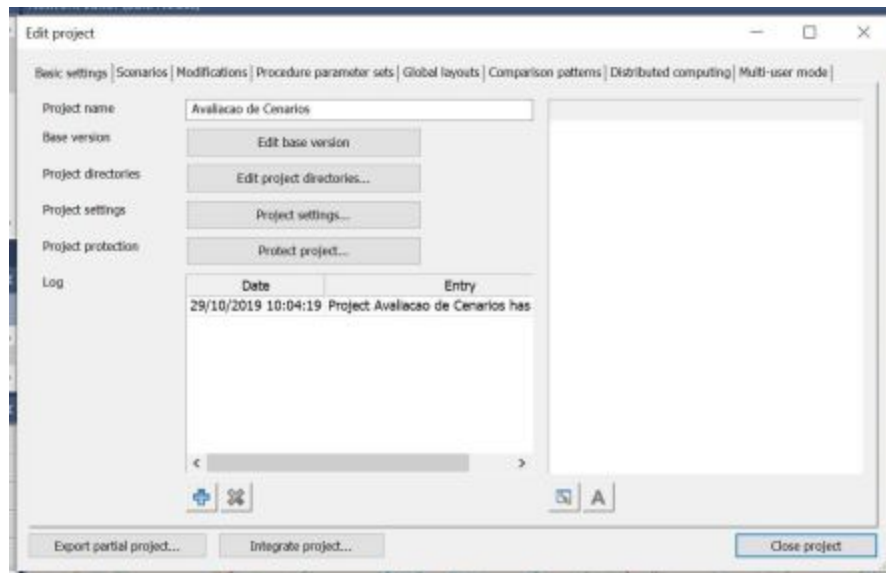 Edit project
Basic settings Scenarios Modifications Procedure parameter sets Global layouts Comparison patterns Distributed computing Multi-user mode
Project name Avaliacao de Cenarios
Base version Edit base version
Project directories Edit project directories...
Project settings Project settings...
Project protection Protect project...
Log Date Entry
29/10/2019 10:04:19 Project Avaliacao de Cenarios has
A
Export partial project... Integrate project... Close project